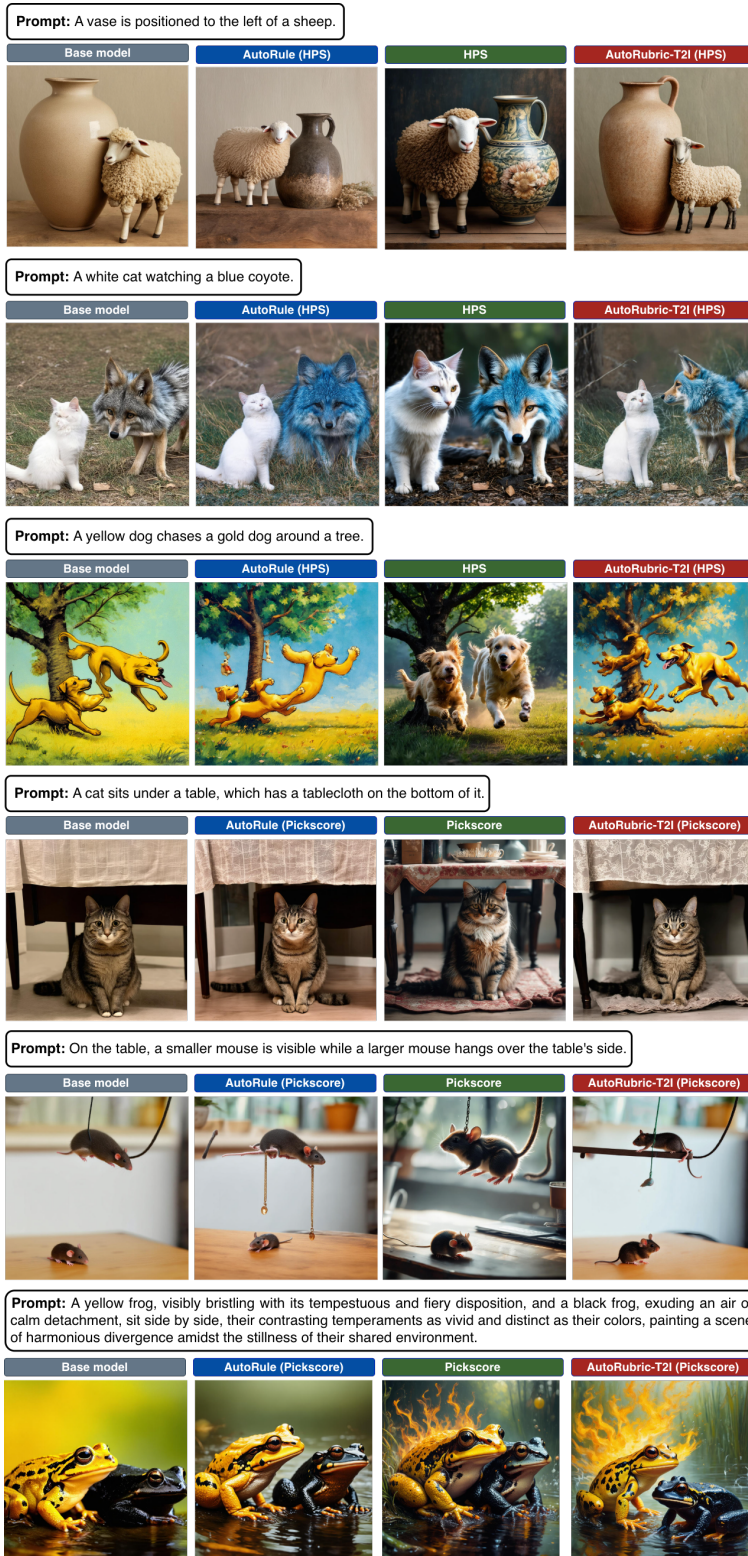 Prompt: A vase is positioned to the left of a sheep.
Base model
AutoRule (HPS)
HPS
AutoRubric-T2I (HPS)
Prompt: A white cat watching a blue coyote.
Base model
AutoRule (HPS)
HPS
AutoRubric-T2I (HPS)
Prompt: A yellow dog chases a gold dog around a tree.
Base model
AutoRule (HPS)
HPS
AutoRubric-T2I (HPS)
Prompt: A cat sits under a table, which has a tablecloth on the bottom of it.
Base model
AutoRule (Pickscore)
Pickscore
AutoRubric-T2I (Pickscore)
Prompt: On the table, a smaller mouse is visible while a larger mouse hangs over the table's side.
Base model
AutoRule (Pickscore)
Pickscore
AutoRubric-T2I (Pickscore)
Prompt: A yellow frog, visibly bristling with its tempestuous and fiery disposition, and a black frog, exuding an air o
calm detachment, sit side by side, their contrasting temperaments as vivid and distinct as their colors, painting a scene
of harmonious divergence amidst the stillness of their shared environment.
Base model
AutoRule (Pickscore)
Pickscore
AutoRubric-T2I (Pickscore)